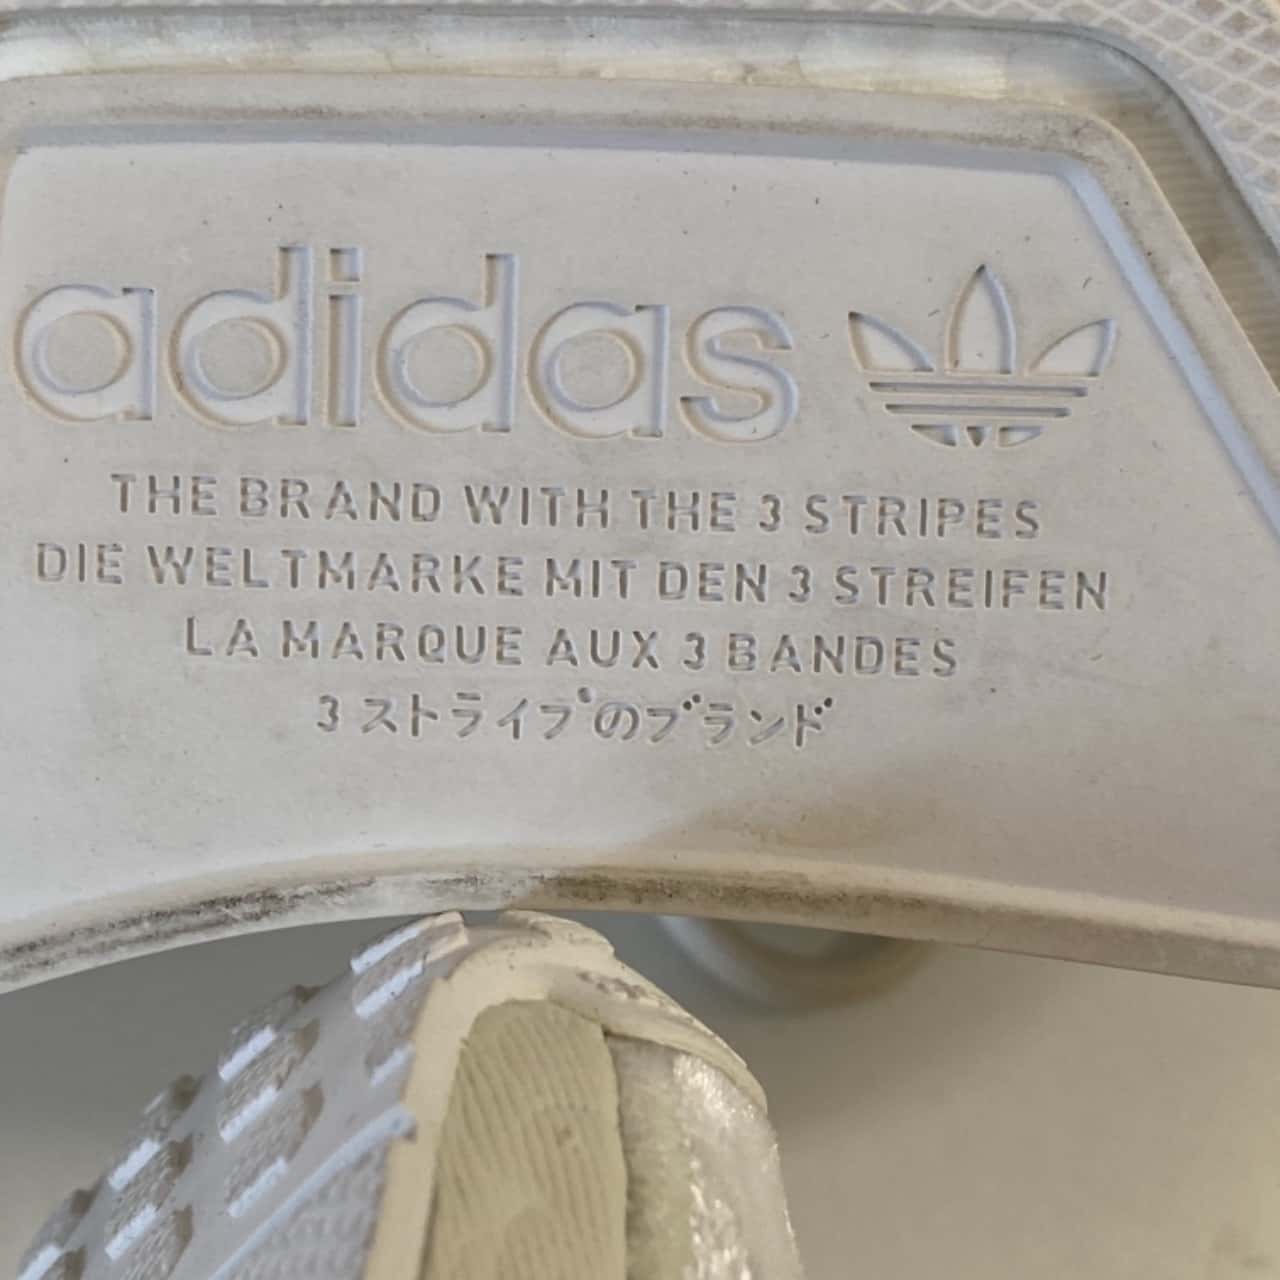 adidas
THE BRAND WITH THE 3 STRIPES
DIE WELTMARKE MIT DEN 3 STREIFEN
LA MARQUE AUX 3 BANDES
3 ストライプのブランド